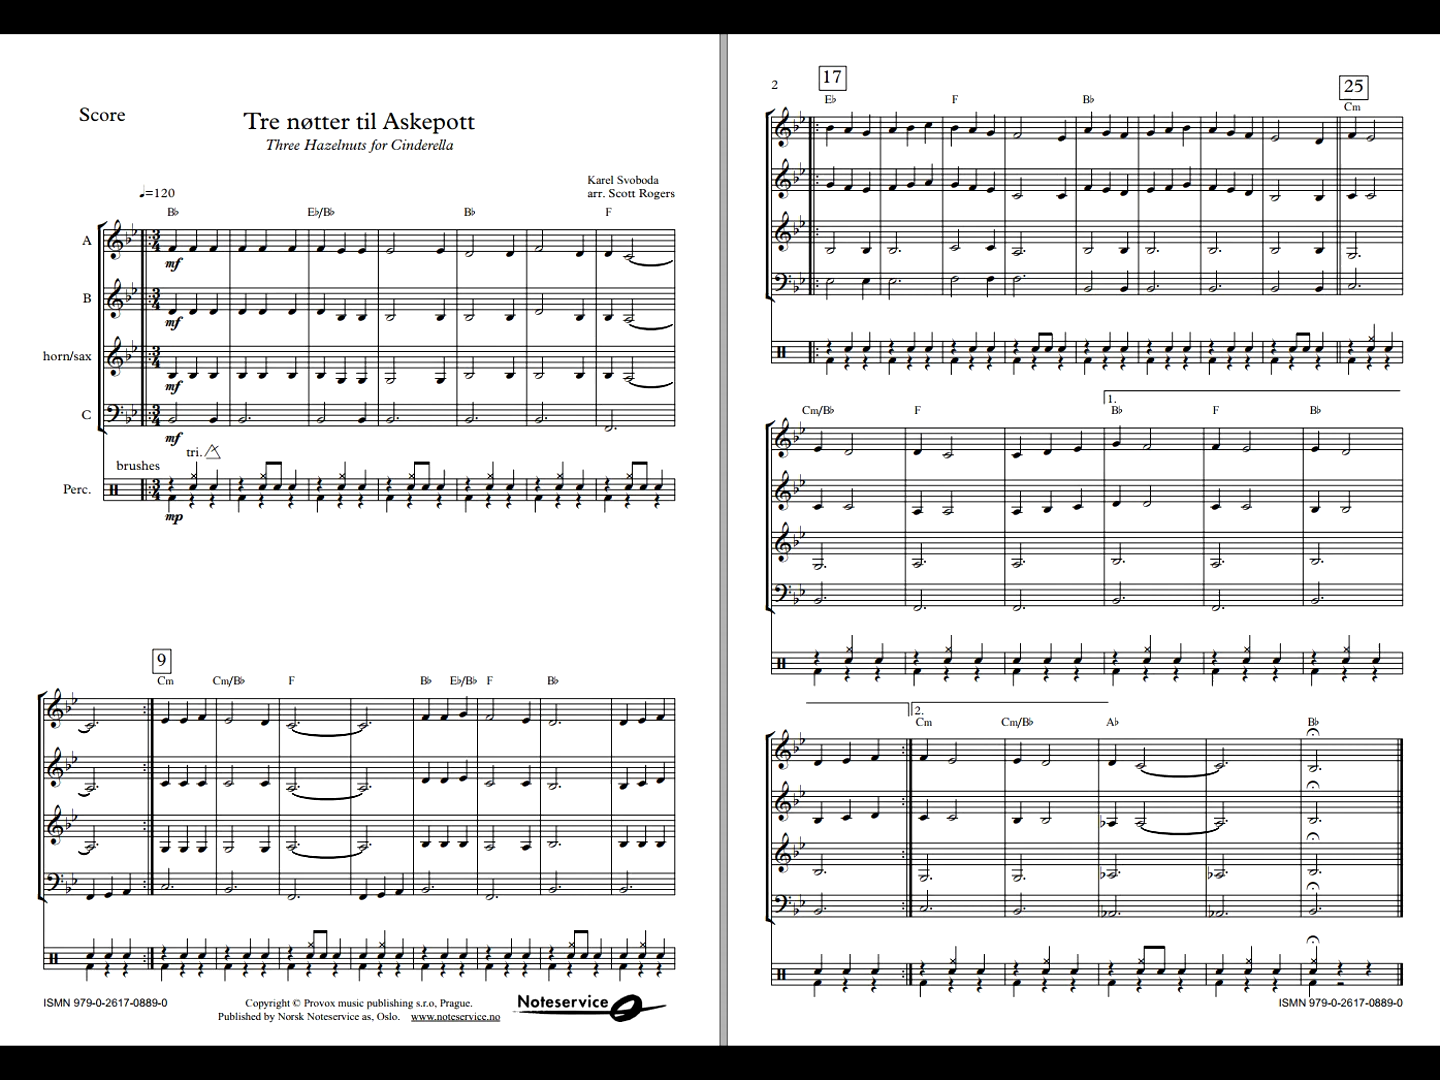 Score
Tre nøtter til Askepott
Three Hazelnuts for Cinderella
Karel Svoboda
♩=120
arr. Scott Rogers
B♭ E♭/B♭ B♭ F
A
mf
B
mf
horn/sax
mf
C
mf
tri.
brushes
Perc.
mp
9
Cm Cm/B♭ F B♭ E♭/B♭ F B♭
ISMN 979-0-2617-0889-0
Copyright © Provox music publishing s.r.o, Prague.
Published by Norsk Noteservice as, Oslo. www.noteservice.no
Noteservice
2
17
25
E♭ F B♭ Cm
1.
Cm/B♭ F B♭ F B♭
2.
Cm Cm/B♭ A♭ B♭
ISMN 979-0-2617-0889-0